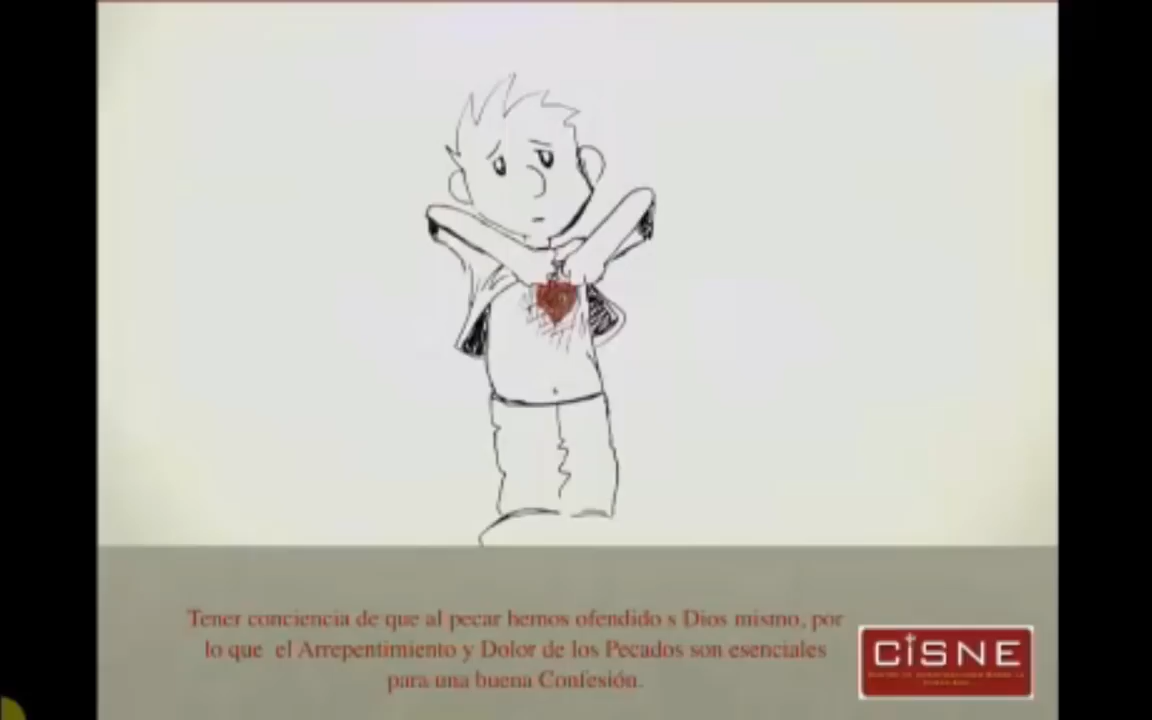 Tener conciencia de que al pecar hemos ofendido s Dios mismo, por
lo que el Arrepentimiento y Dolor de los Pecados son esenciales
para una buena Confesión.
CISNE